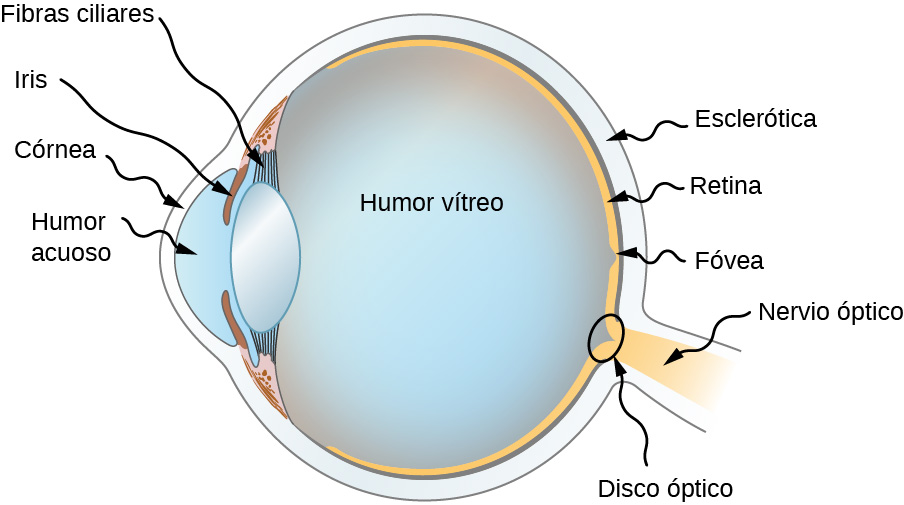 Fibras ciliares
Iris
Córnea
Humor
acuoso
Humor vítreo
Esclerótica
Retina
Fóvea
Nervio óptico
Disco óptico